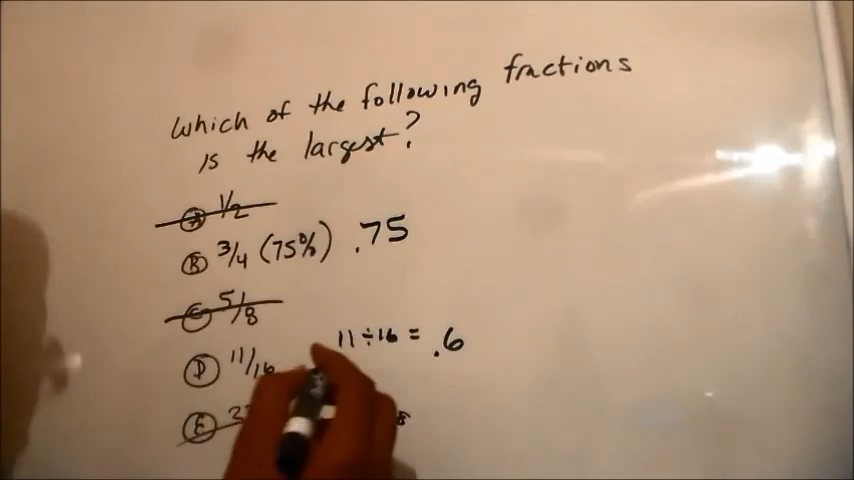 Which of the following fractions
is the largest?
A 1/2
B 3/4 (75%) .75
C 5/8
D 11/16 11÷16 = .6
E